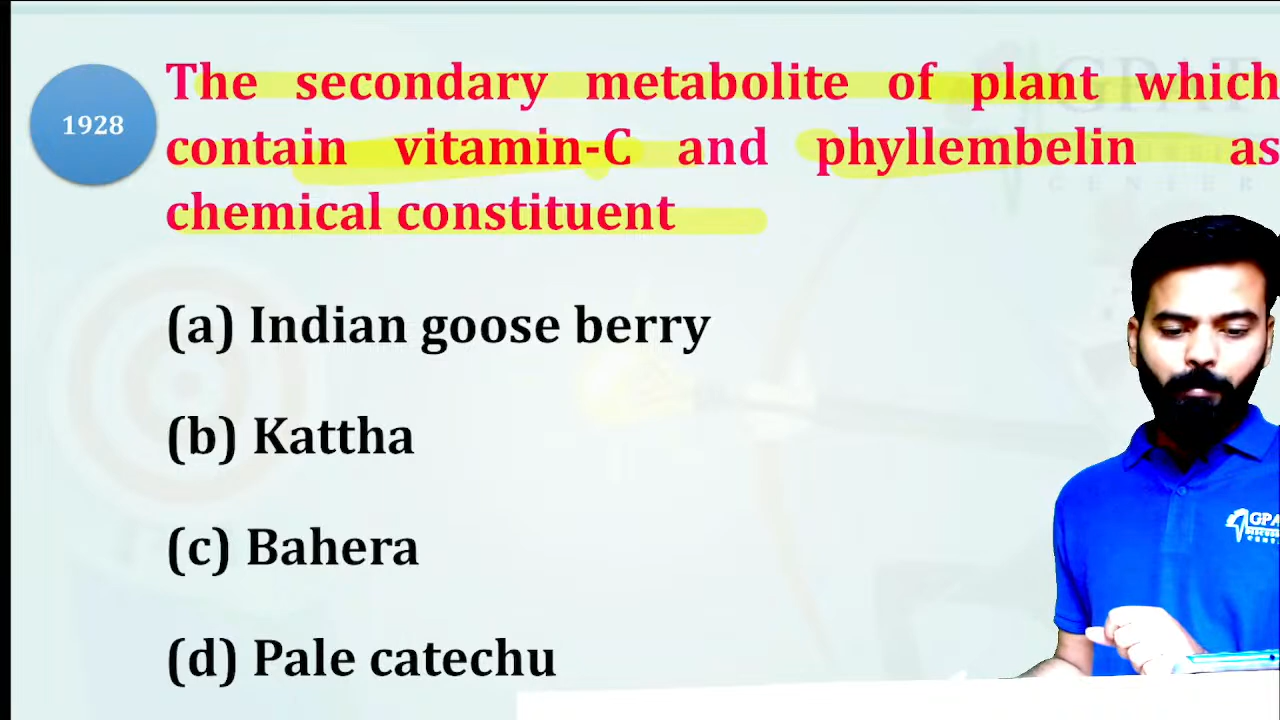 1928
The secondary metabolite of plant which
contain vitamin-C and phyllembelin as
chemical constituent
(a) Indian goose berry
(b) Kattha
(c) Bahera
(d) Pale catechu
GPA